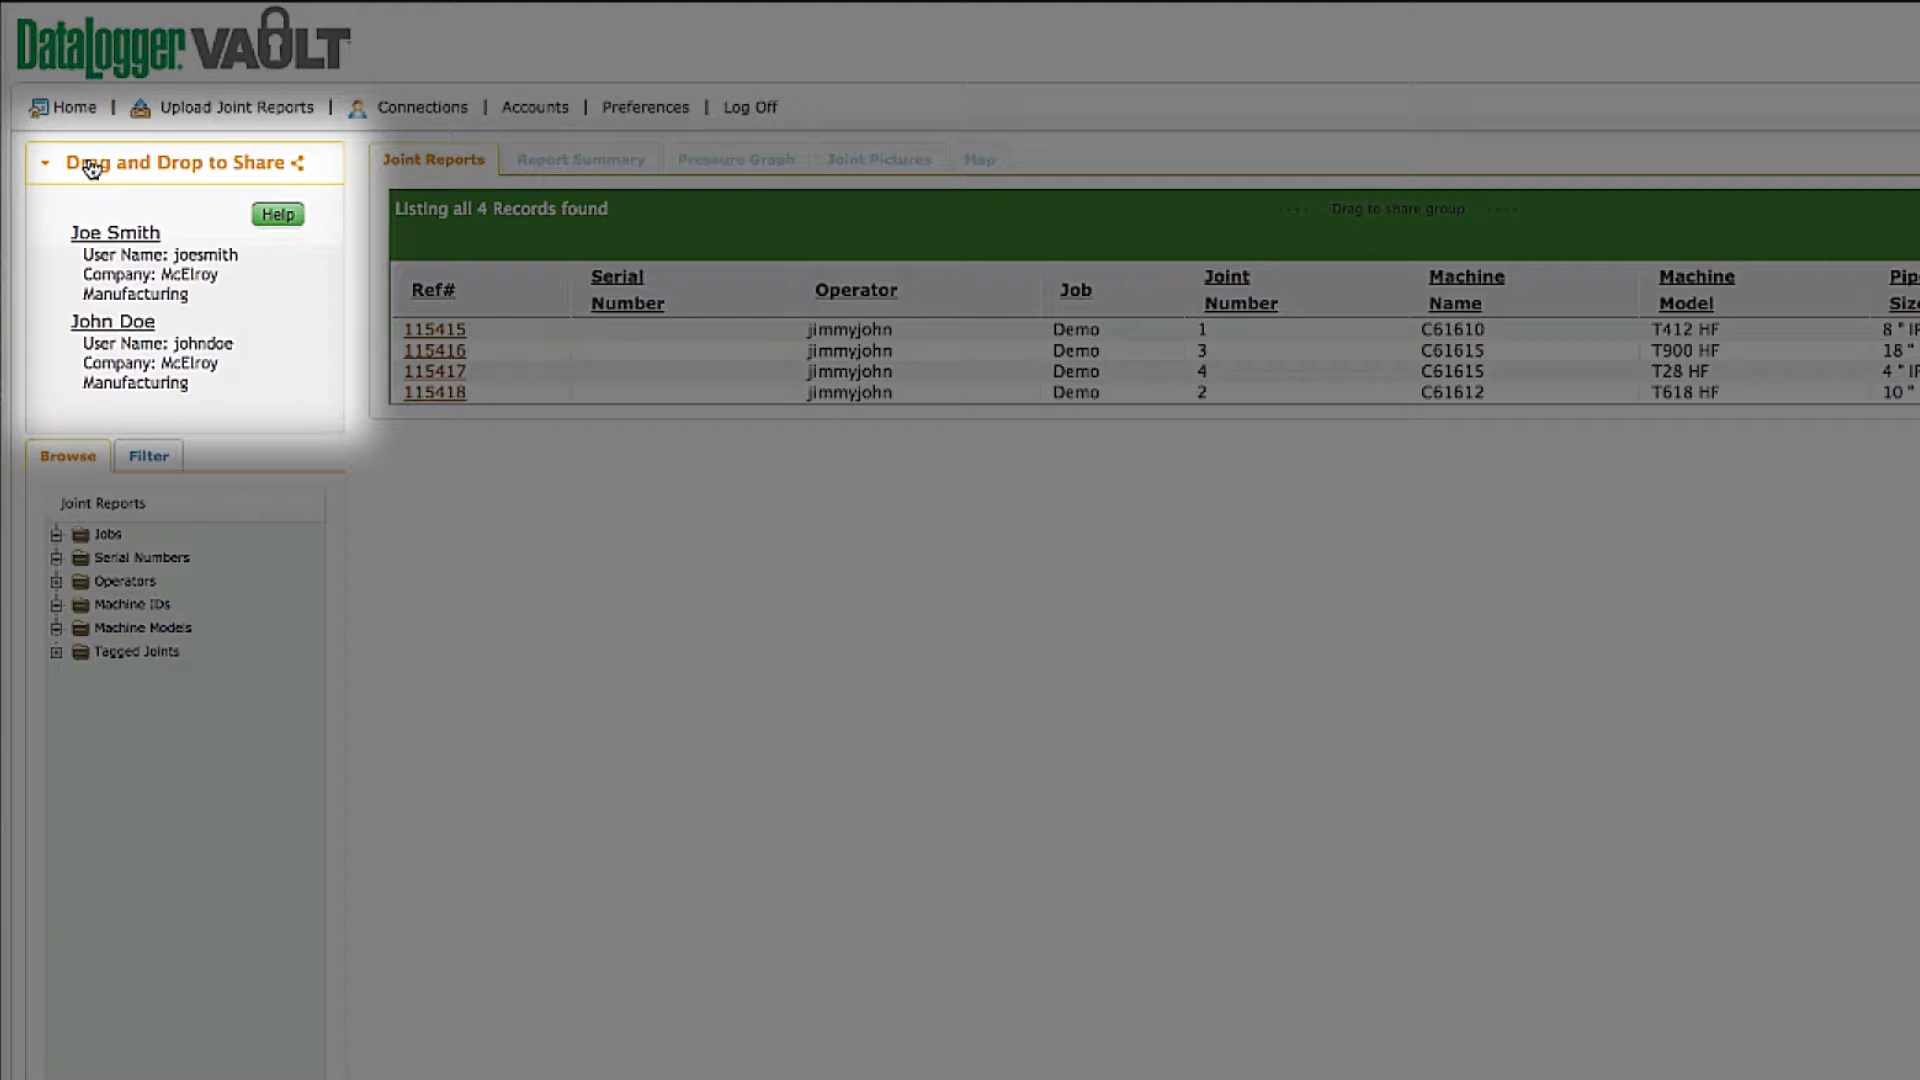 DataLogger VAULT
Home | Upload Joint Reports | Connections | Accounts | Preferences | Log Off
Drag and Drop to Share
Help
Joe Smith
User Name: joesmith
Company: McElroy
Manufacturing
John Doe
User Name: johndoe
Company: McElroy
Manufacturing
Browse Filter
Joint Reports
Jobs
Serial Numbers
Operators
Machine IDs
Machine Models
Tagged Joints
Joint Reports Report Summary Pressure Graph Joint Pictures Map
Listing all 4 Records found ---- Drag to share group ----
Ref# Serial Number Operator Job Joint Number Machine Name Machine Model
115415 jimmyjohn Demo 1 C61610 T412 HF 8 "
115416 jimmyjohn Demo 3 C61615 T900 HF 18 "
115417 jimmyjohn Demo 4 C61615 T28 HF 4 "
115418 jimmyjohn Demo 2 C61612 T618 HF 10 "